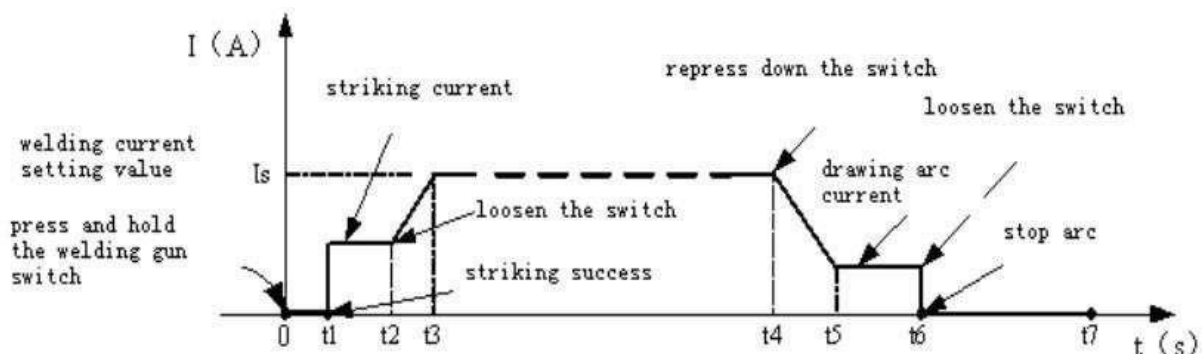 I (A)
repress down the switch
striking current
loosen the switch
welding current
setting value
Is
drawing arc
current
press and hold
the welding gun
switch
loosen the switch
stop arc
striking success
0
t1
t2
t3
t4
t5
t6
t7
t (s)